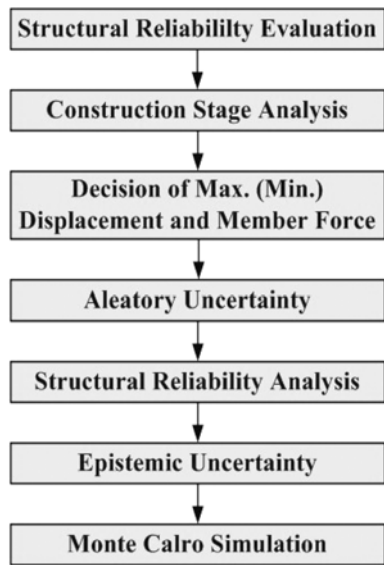 Structural Reliabililty Evaluation
Construction Stage Analysis
Decision of Max. (Min.)
Displacement and Member Force
Aleatory Uncertainty
Structural Reliability Analysis
Epistemic Uncertainty
Monte Calro Simulation